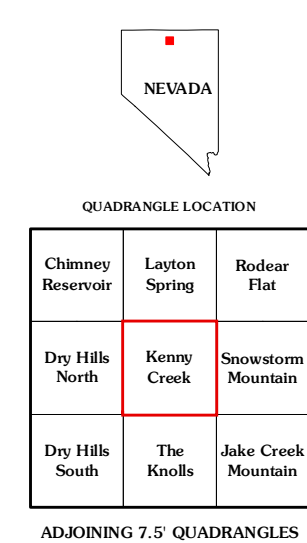 NEVADA
QUADRANGLE LOCATION
Chimney
Reservoir
Layton
Spring
Rodear
Flat
Dry Hills
North
Kenny
Creek
Snowstorm
Mountain
Dry Hills
South
The
Knolls
Jake Creek
Mountain
ADJOINING 7.5' QUADRANGLES